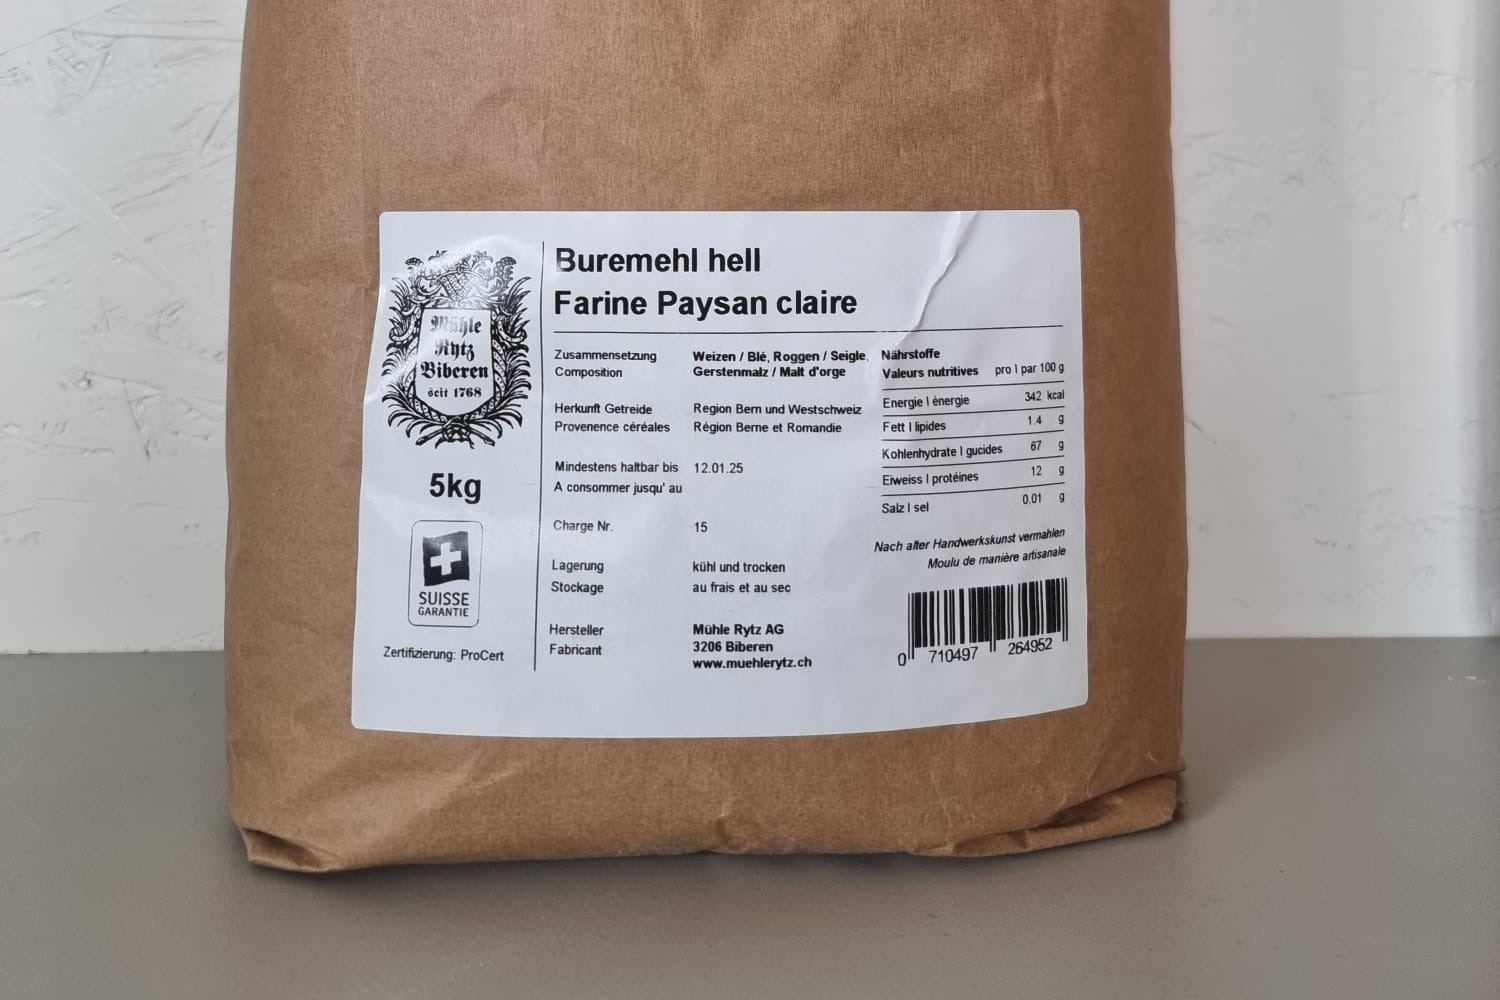 Mühle
Rytz
Biberen
seit 1768
5kg
SUISSE
GARANTIE
Zertifizierung: ProCert
Buremehl hell
Farine Paysan claire
Zusammensetzung Weizen / Blé, Roggen / Seigle,
Composition Gerstenmalz / Malt d'orge
Herkunft Getreide Region Bern und Westschweiz
Provenence céréales Région Berne et Romandie
Mindestens haltbar bis 12.01.25
A consommer jusqu' au
Charge Nr. 15
Lagerung kühl und trocken
Stockage au frais et au sec
Hersteller Mühle Rytz AG
Fabricant 3206 Biberen
www.muehlerytz.ch
Nährstoffe
Valeurs nutritives pro l par 100 g
Energie l énergie 342 kcal
Fett l lipides 1.4 g
Kohlenhydrate l gucides 67 g
Eiweiss l protéines 12 g
Salz l sel 0.01 g
Nach alter Handwerkskunst vermahlen
Moulu de manière artisanale
0 710497 264952